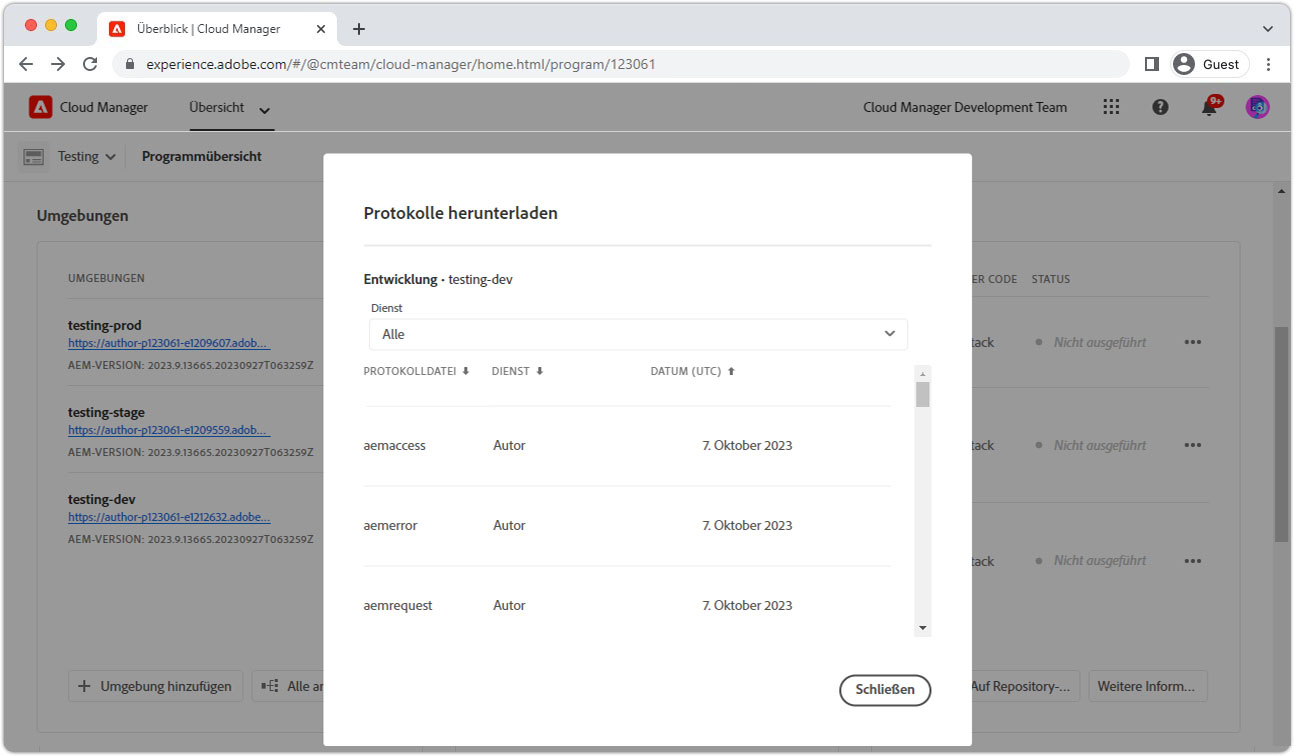 Überblick | Cloud Manager
experience.adobe.com/#/@cmteam/cloud-manager/home.html/program/123061
Guest
Cloud Manager
Übersicht
Cloud Manager Development Team
9+
Testing
Programmübersicht
Umgebungen
UMGEBUNGEN
testing-prod
https://author-p123061-e1209607.adob...
AEM-VERSION: 2023.9.13665.20230927T063259Z
testing-stage
https://author-p123061-e1209559.adob...
AEM-VERSION: 2023.9.13665.20230927T063259Z
testing-dev
https://author-p123061-e1212632.adobe...
AEM-VERSION: 2023.9.13665.20230927T063259Z
Umgebung hinzufügen
Alle an
Protokolle herunterladen
Entwicklung · testing-dev
Dienst
Alle
PROTOKOLLDATEI DIENST DATUM (UTC)
aemaccess Autor 7. Oktober 2023
aemerror Autor 7. Oktober 2023
aemrequest Autor 7. Oktober 2023
Schließen
ER CODE STATUS
tack Nicht ausgeführt
tack Nicht ausgeführt
tack Nicht ausgeführt
Auf Repository-...
Weitere Inform...